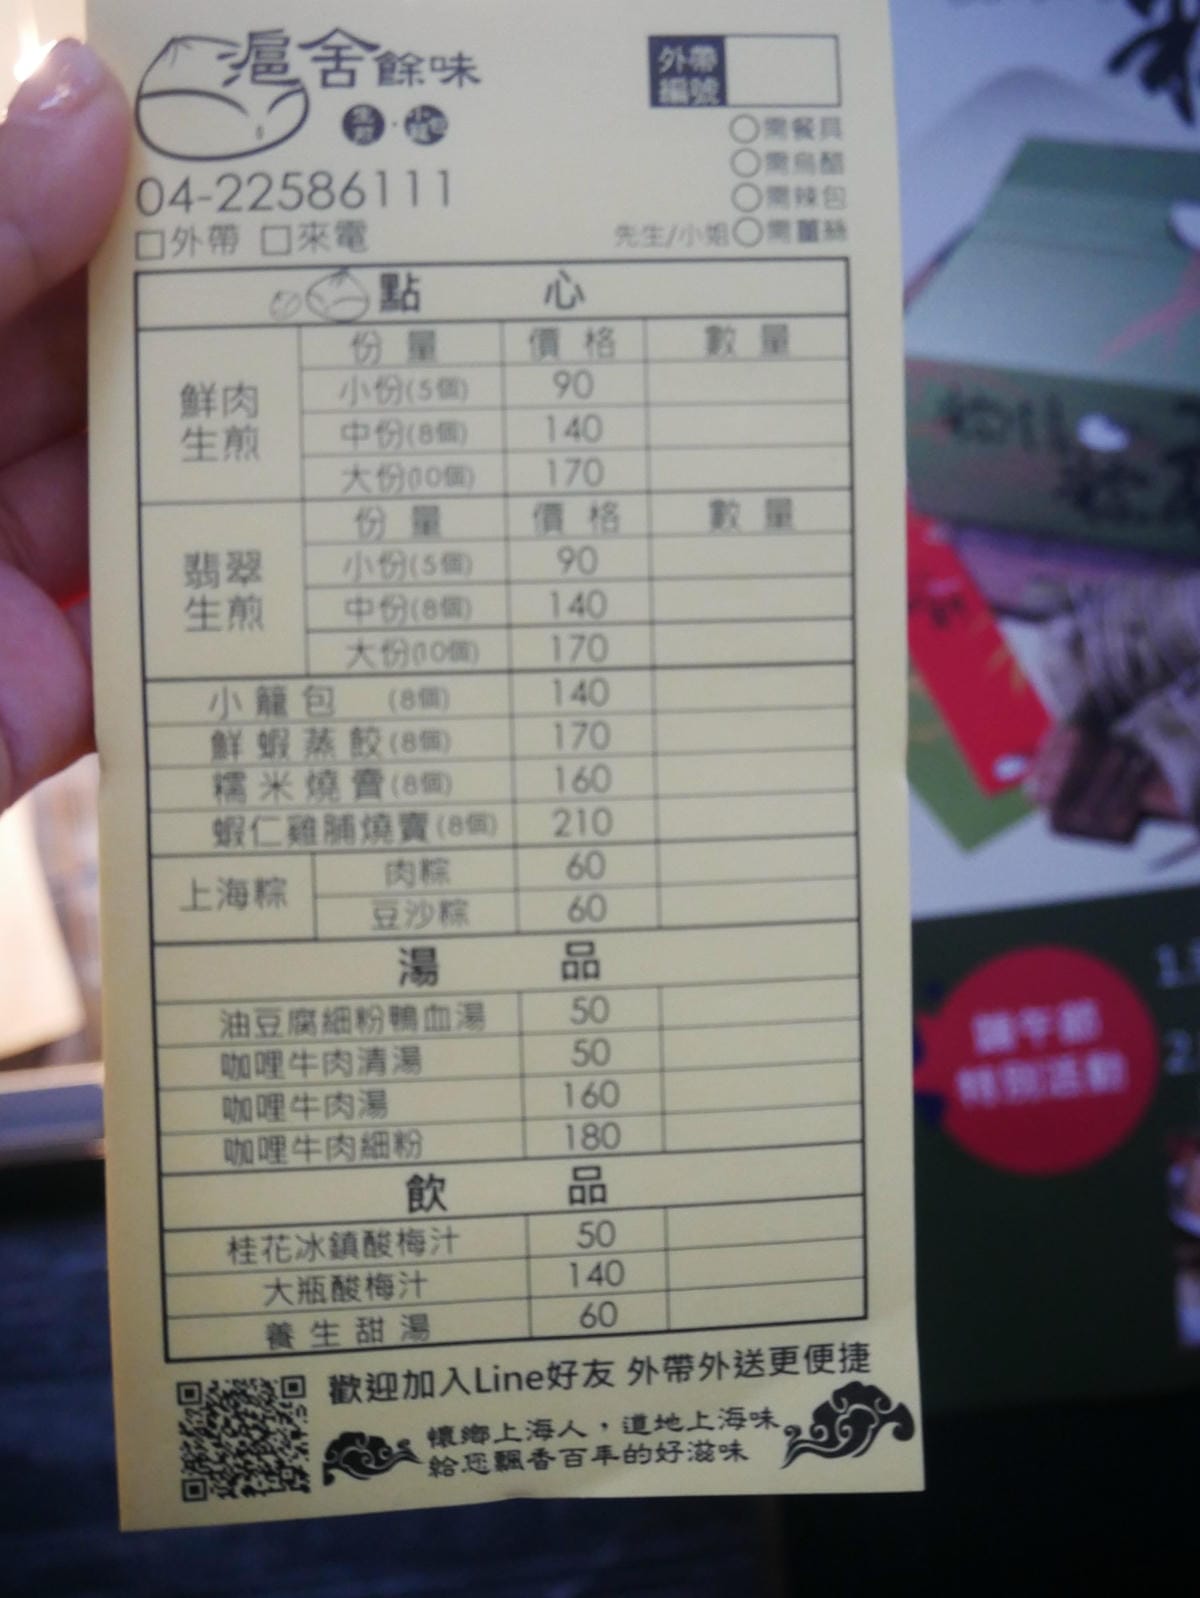 滬舍餘味
生煎·小籠包
外帶
編號
04-22586111
○需餐具
○需烏醋
○需辣包
先生/小姐○需薑絲
□外帶 □來電
點心
鮮肉生煎 份量 價格 數量
小份(5個) 90
中份(8個) 140
大份(10個) 170
翡翠生煎 份量 價格 數量
小份(5個) 90
中份(8個) 140
大份(10個) 170
小籠包 (8個) 140
鮮蝦蒸餃(8個) 170
糯米燒賣(8個) 160
蝦仁雞脯燒賣(8個) 210
上海粽 肉粽 60
豆沙粽 60
湯品
油豆腐細粉鴨血湯 50
咖哩牛肉清湯 50
咖哩牛肉湯 160
咖哩牛肉細粉 180
飲品
桂花冰鎮酸梅汁 50
大瓶酸梅汁 140
養生甜湯 60
歡迎加入Line好友 外帶外送更便捷
懷鄉上海人，道地上海味
給您飄香百年的好滋味
端午節
特別活動
1.
2.